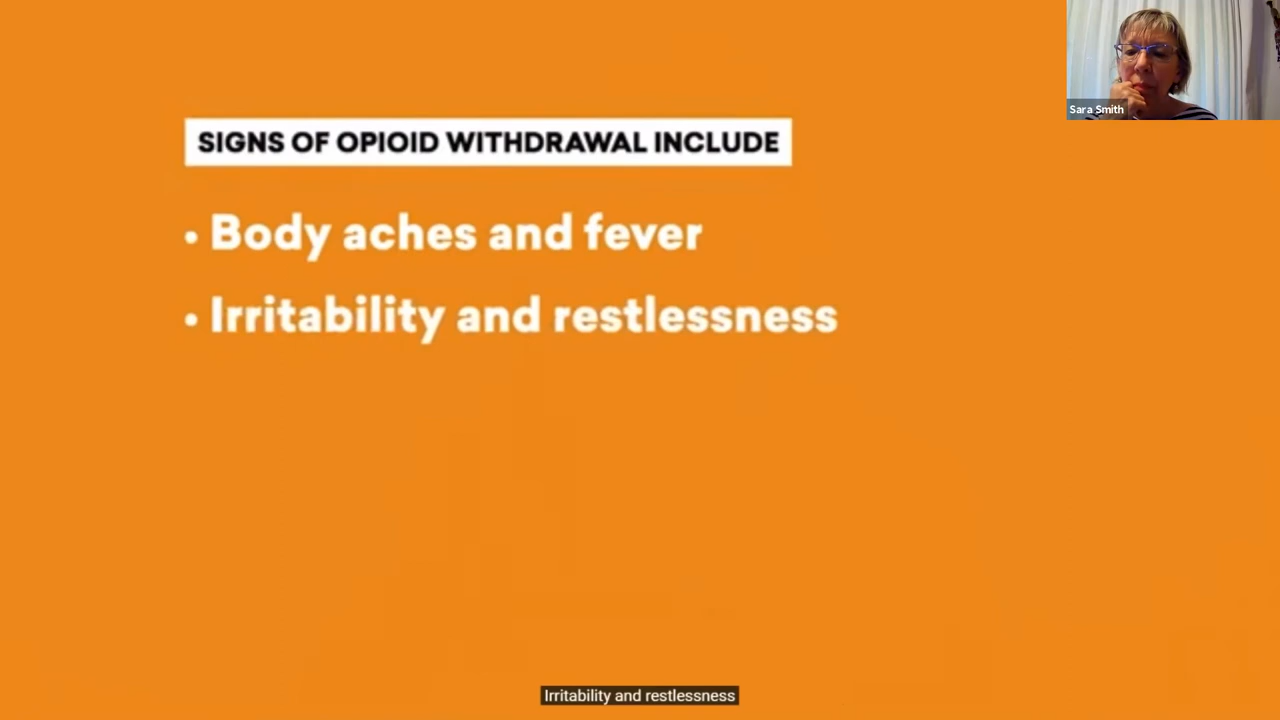 Sara Smith
SIGNS OF OPIOID WITHDRAWAL INCLUDE
• Body aches and fever
• Irritability and restlessness
Irritability and restlessness